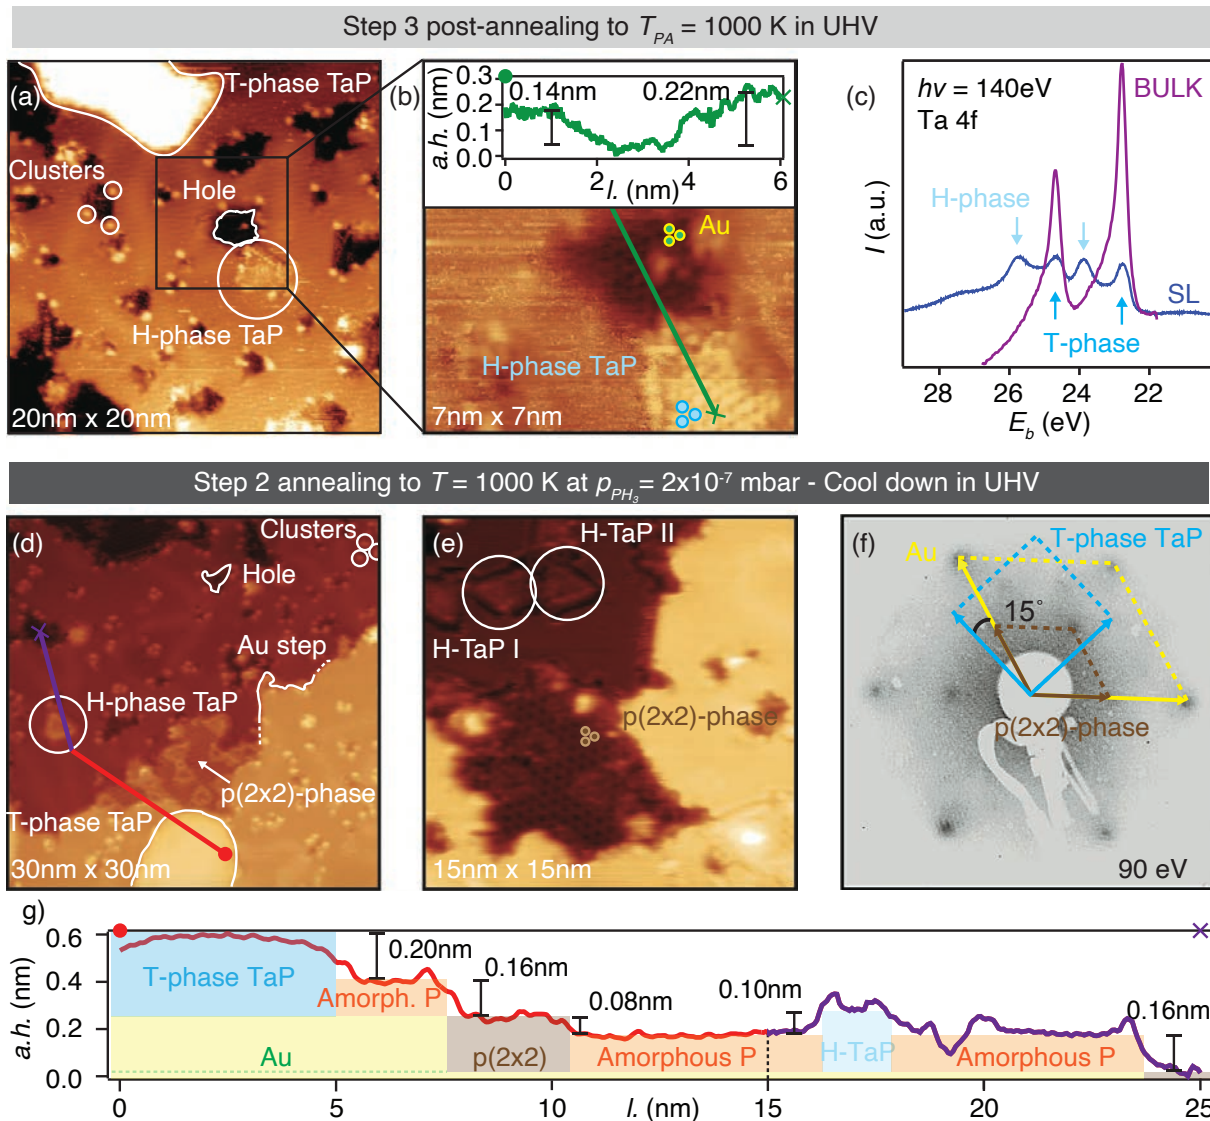 Step 3 post-annealing to T_PA = 1000 K in UHV
(a)
T-phase TaP
Clusters
Hole
H-phase TaP
20nm x 20nm
(b)
a.h. (nm)
0.3
0.2
0.1
0.0
0.14nm
0.22nm
0
2
4
6
l. (nm)
Au
H-phase TaP
7nm x 7nm
(c)
hν = 140eV
Ta 4f
BULK
H-phase
I (a.u.)
SL
T-phase
28
26
24
22
E_b (eV)
Step 2 annealing to T = 1000 K at p_PH₃ = 2x10⁻⁷ mbar - Cool down in UHV
(d)
Clusters
Hole
Au step
H-phase TaP
p(2x2)-phase
T-phase TaP
30nm x 30nm
(e)
H-TaP II
H-TaP I
p(2x2)-phase
15nm x 15nm
(f)
Au
T-phase TaP
15°
p(2x2)-phase
90 eV
g)
a.h. (nm)
0.6
0.4
0.2
0.0
T-phase TaP
0.20nm
Amorph. P
0.16nm
0.08nm
0.10nm
0.16nm
Au
p(2x2)
Amorphous P
H-TaP
Amorphous P
0
5
10
15
20
25
l. (nm)